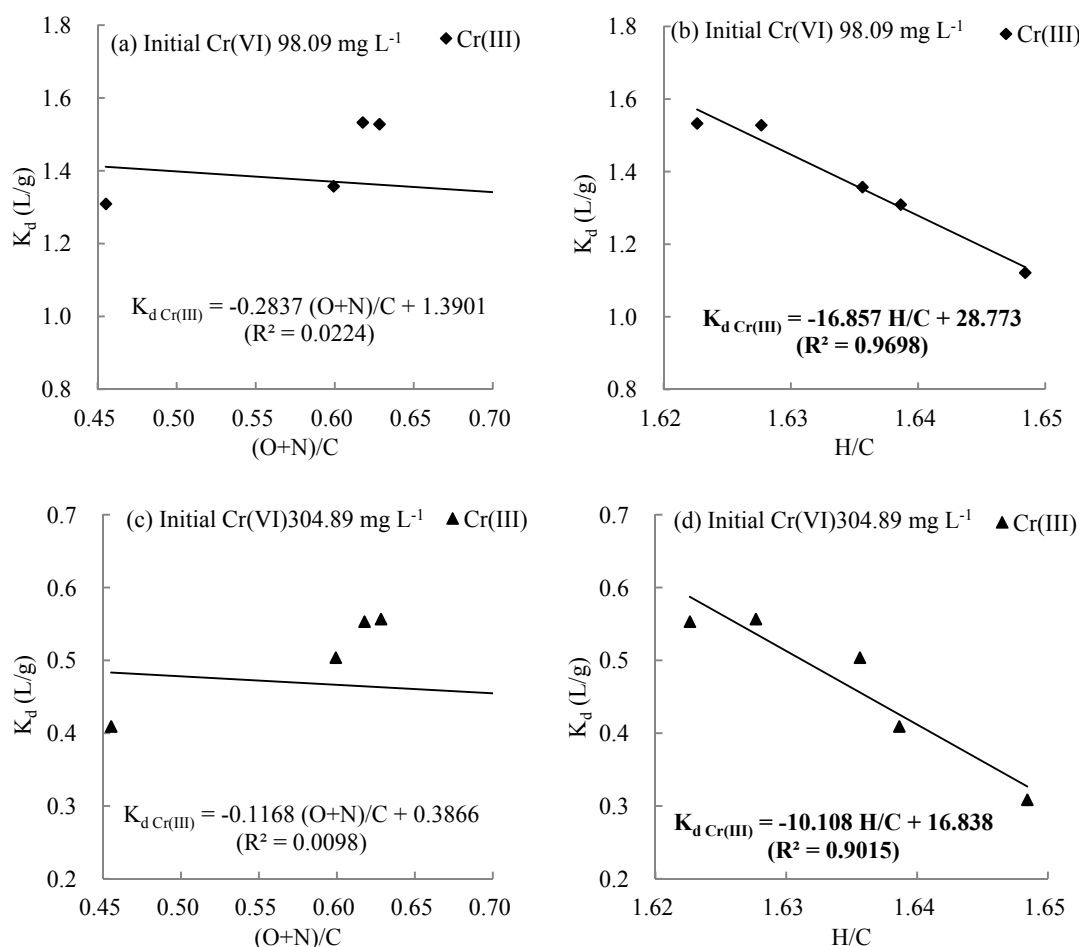 (a) Initial Cr(VI) 98.09 mg L⁻¹ ◆Cr(III)
1.8
1.6
1.4
1.2
1.0
0.8
K_d (L/g)
K_d Cr(III) = -0.2837 (O+N)/C + 1.3901
(R² = 0.0224)
0.45 0.50 0.55 0.60 0.65 0.70
(O+N)/C
(b) Initial Cr(VI) 98.09 mg L⁻¹ ◆Cr(III)
1.8
1.6
1.4
1.2
1.0
0.8
K_d (L/g)
K_d Cr(III) = -16.857 H/C + 28.773
(R² = 0.9698)
1.62 1.63 1.64 1.65
H/C
(c) Initial Cr(VI)304.89 mg L⁻¹ ▲Cr(III)
0.7
0.6
0.5
0.4
0.3
0.2
K_d (L/g)
K_d Cr(III) = -0.1168 (O+N)/C + 0.3866
(R² = 0.0098)
0.45 0.50 0.55 0.60 0.65 0.70
(O+N)/C
(d) Initial Cr(VI)304.89 mg L⁻¹ ▲Cr(III)
0.7
0.6
0.5
0.4
0.3
0.2
K_d (L/g)
K_d Cr(III) = -10.108 H/C + 16.838
(R² = 0.9015)
1.62 1.63 1.64 1.65
H/C